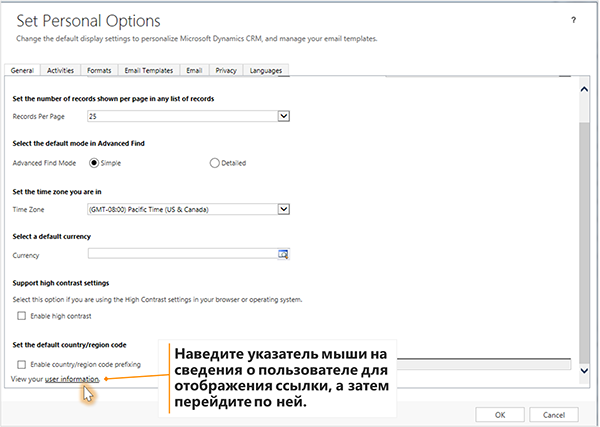 Set Personal Options
?
Change the default display settings to personalize Microsoft Dynamics CRM, and manage your email templates.
General Activities Formats Email Templates Email Privacy Languages
Set the number of records shown per page in any list of records
Records Per Page 25
Select the default mode in Advanced Find
Advanced Find Mode Simple Detailed
Set the time zone you are in
Time Zone (GMT-08:00) Pacific Time (US & Canada)
Select a default currency
Currency
Support high contrast settings
Select this option if you are using the High Contrast settings in your browser or operating system.
Enable high contrast
Set the default country/region code
Enable country/region code prefixing
View your user information.
Наведите указатель мыши на
сведения о пользователе для
отображения ссылки, а затем
перейдите по ней.
OK Cancel